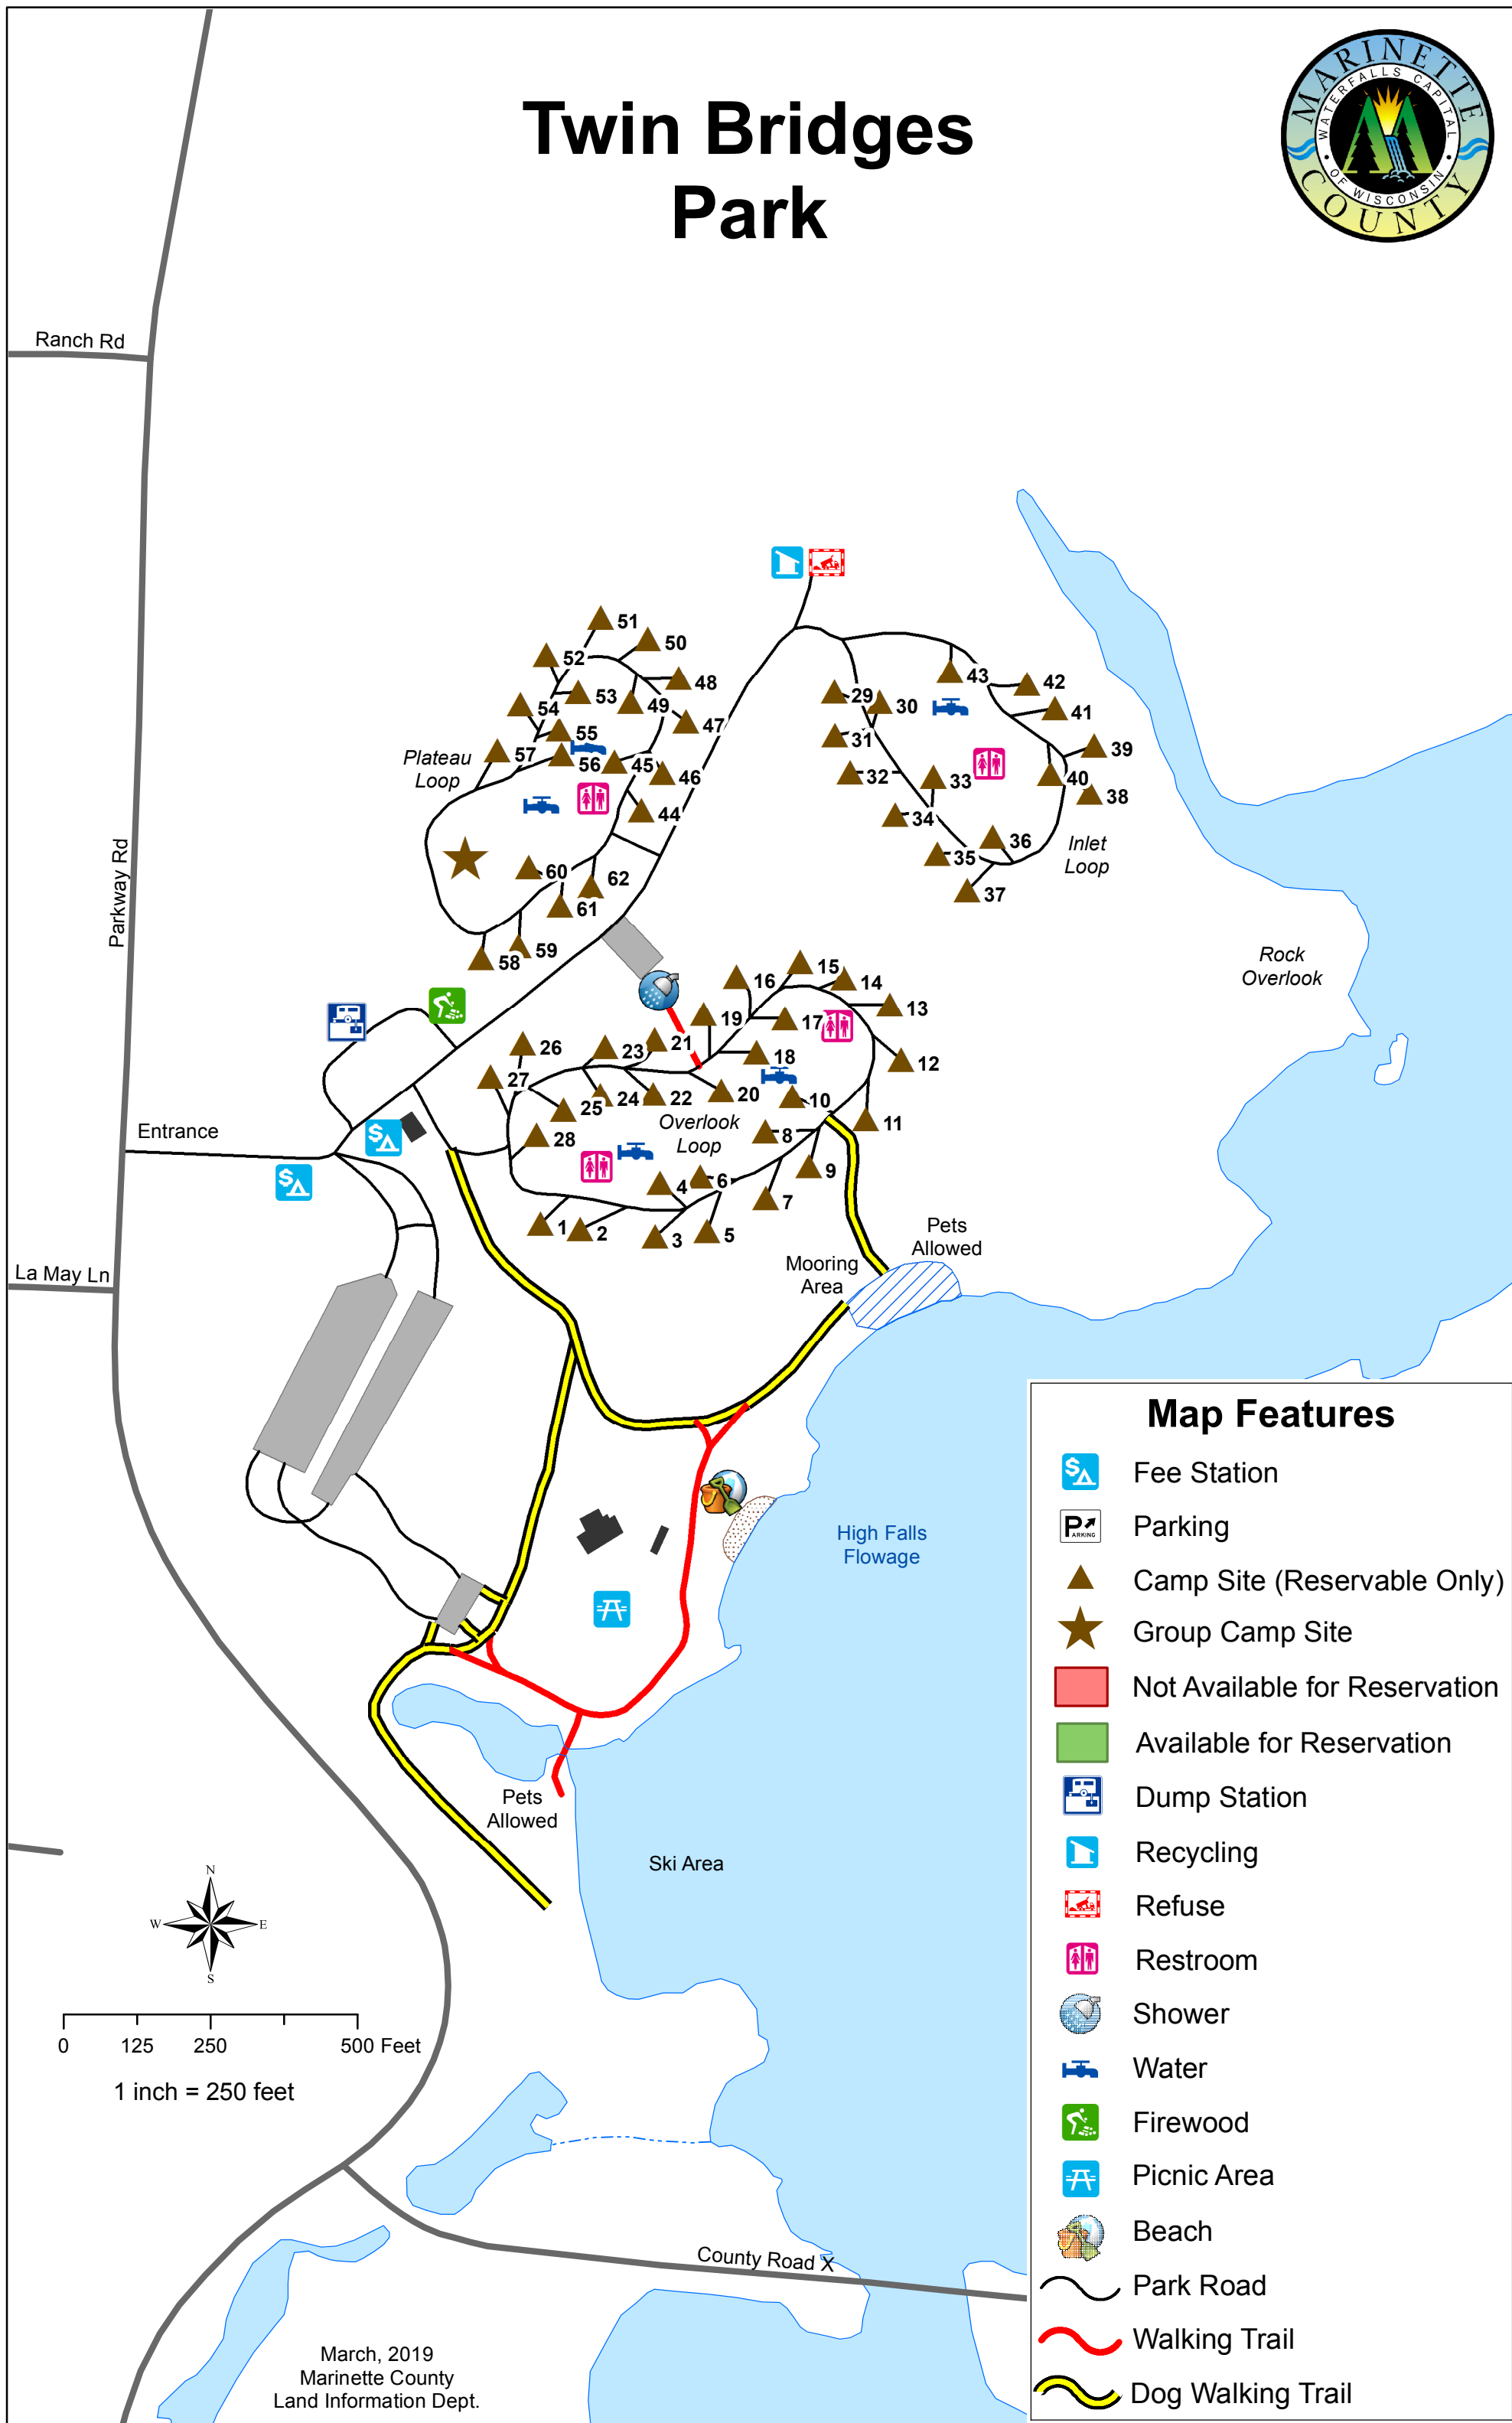 Twin Bridges
Park
MARINETTE
WATERFALLS CAPITAL
OF WISCONSIN
COUNTY
Ranch Rd
51
50
52
48
53
49
54
47
55
57
56
45
46
Plateau
Loop
44
60
62
61
59
58
43
42
29
30
41
31
39
32
33
40
38
34
36
35
37
Inlet
Loop
Parkway Rd
Rock
Overlook
16
15
14
13
19
17
12
26
23
21
18
27
24
22
20
10
25
11
28
8
Overlook
Loop
9
4
6
7
1
2
3
5
Entrance
$
$
La May Ln
Pets
Allowed
Mooring
Area
High Falls
Flowage
Pets
Allowed
Ski Area
N
W
E
S
0
125
250
500 Feet
1 inch = 250 feet
County Road X
March, 2019
Marinette County
Land Information Dept.
Map Features
$
Fee Station
P
ARKING
Parking
Camp Site (Reservable Only)
Group Camp Site
Not Available for Reservation
Available for Reservation
Dump Station
Recycling
Refuse
Restroom
Shower
Water
Firewood
Picnic Area
Beach
Park Road
Walking Trail
Dog Walking Trail